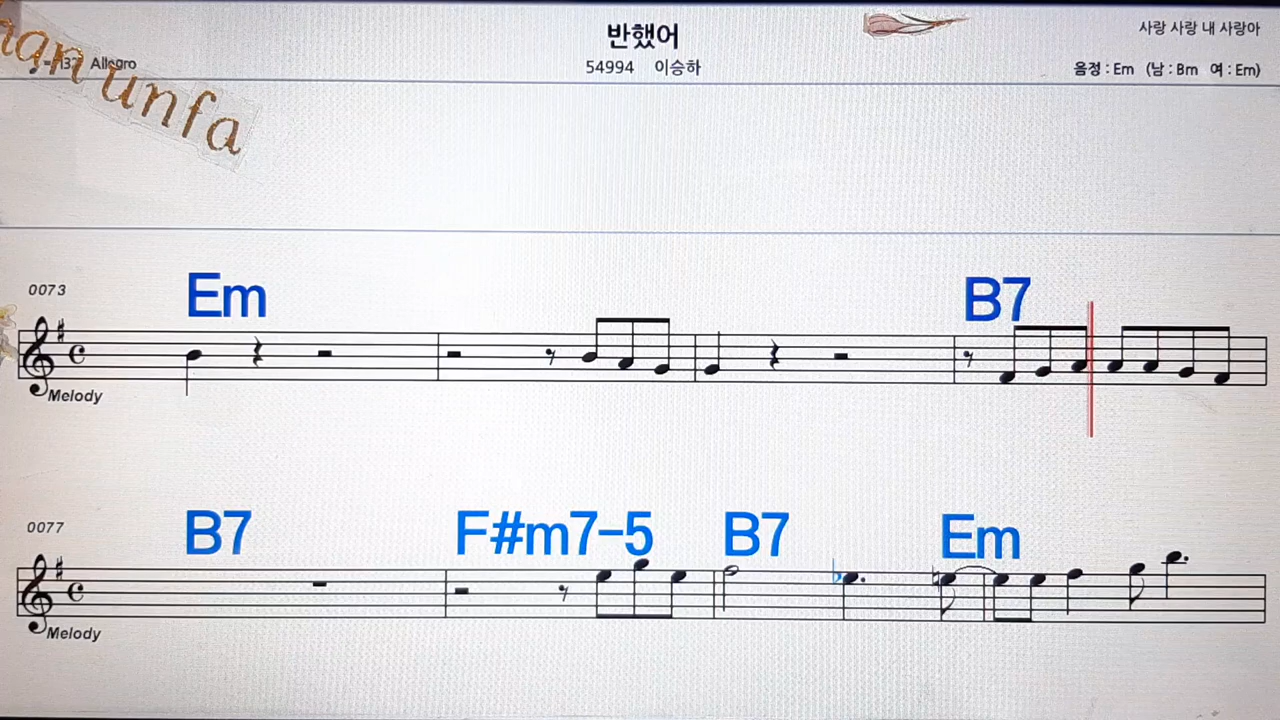 반했어
사랑 사랑 내 사랑아
Allegro
54994 이승하
음정 : Em (남 : Bm 여 : Em)
unfa
0073
Em
B7
Melody
0077
B7
F#m7-5
B7
Em
Melody